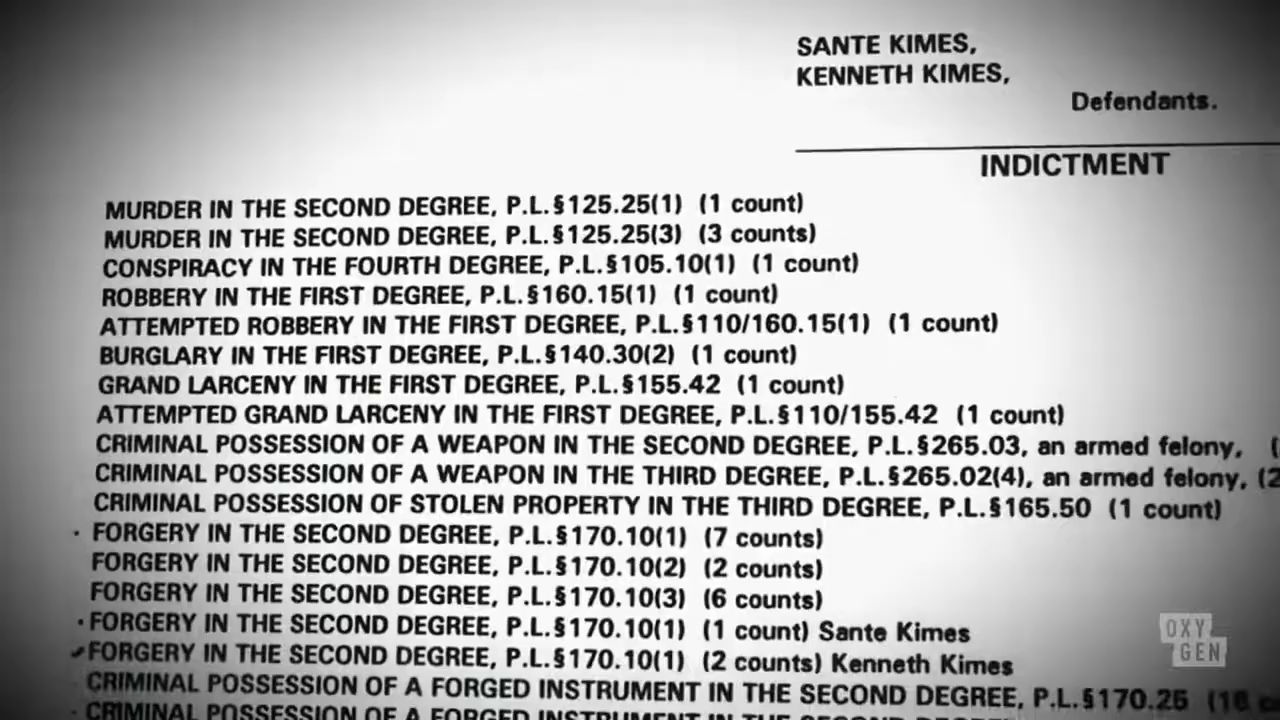 SANTE KIMES,
KENNETH KIMES,
Defendants.
INDICTMENT
MURDER IN THE SECOND DEGREE, P.L.§125.25(1) (1 count)
MURDER IN THE SECOND DEGREE, P.L.§125.25(3) (3 counts)
CONSPIRACY IN THE FOURTH DEGREE, P.L.§105.10(1) (1 count)
ROBBERY IN THE FIRST DEGREE, P.L.§160.15(1) (1 count)
ATTEMPTED ROBBERY IN THE FIRST DEGREE, P.L.§110/160.15(1) (1 count)
BURGLARY IN THE FIRST DEGREE, P.L.§140.30(2) (1 count)
GRAND LARCENY IN THE FIRST DEGREE, P.L.§155.42 (1 count)
ATTEMPTED GRAND LARCENY IN THE FIRST DEGREE, P.L.§110/155.42 (1 count)
CRIMINAL POSSESSION OF A WEAPON IN THE SECOND DEGREE, P.L.§265.03, an armed felony,
CRIMINAL POSSESSION OF A WEAPON IN THE THIRD DEGREE, P.L.§265.02(4), an armed felony, (2
CRIMINAL POSSESSION OF STOLEN PROPERTY IN THE THIRD DEGREE, P.L.§165.50 (1 count)
FORGERY IN THE SECOND DEGREE, P.L.§170.10(1) (7 counts)
FORGERY IN THE SECOND DEGREE, P.L.§170.10(2) (2 counts)
FORGERY IN THE SECOND DEGREE, P.L.§170.10(3) (6 counts)
FORGERY IN THE SECOND DEGREE, P.L.§170.10(1) (1 count) Sante Kimes
FORGERY IN THE SECOND DEGREE, P.L.§170.10(1) (2 counts) Kenneth Kimes
CRIMINAL POSSESSION OF A FORGED INSTRUMENT IN THE SECOND DEGREE, P.L.§170.25
CRIMINAL POSSESSION OF A FORGED INSTRUMENT IN THE SECOND DEGREE
OXY
GEN